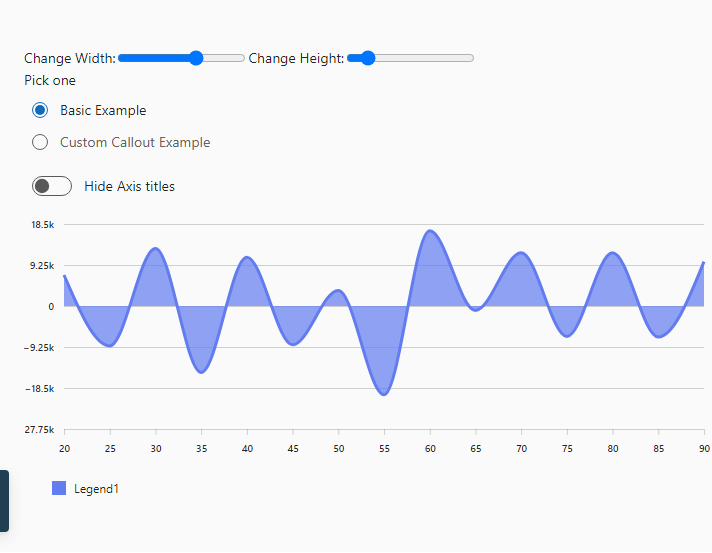 Change Width: Change Height:
Pick one
Basic Example
Custom Callout Example
Hide Axis titles
18.5k
9.25k
0
−9.25k
−18.5k
27.75k
20 25 30 35 40 45 50 55 60 65 70 75 80 85 90
Legend1